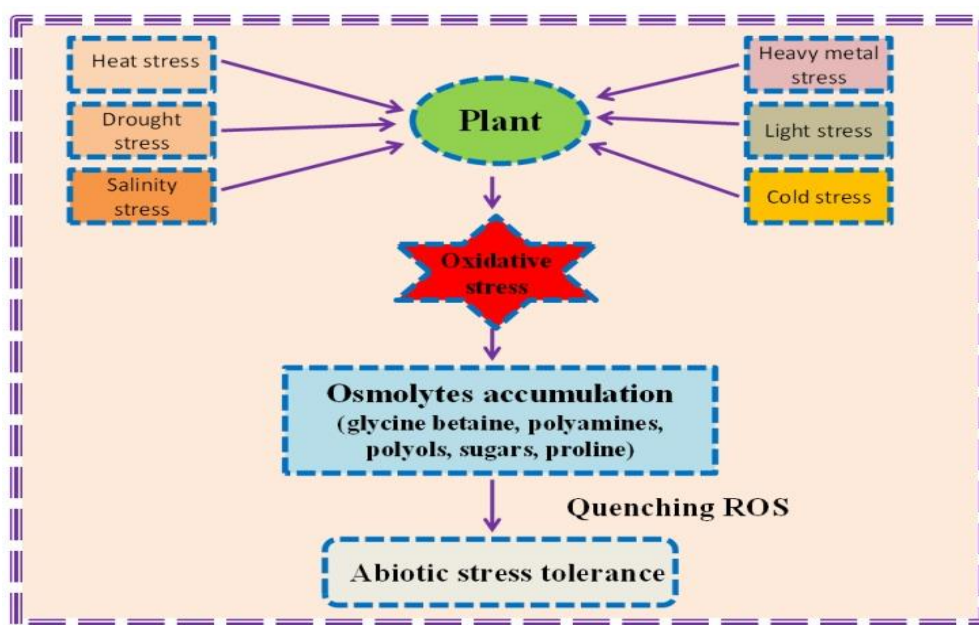 Heat stress
Drought
stress
Salinity
stress
Plant
Heavy metal
stress
Light stress
Cold stress
Oxidative
stress
Osmolytes accumulation
(glycine betaine, polyamines,
polyols, sugars, proline)
Quenching ROS
Abiotic stress tolerance